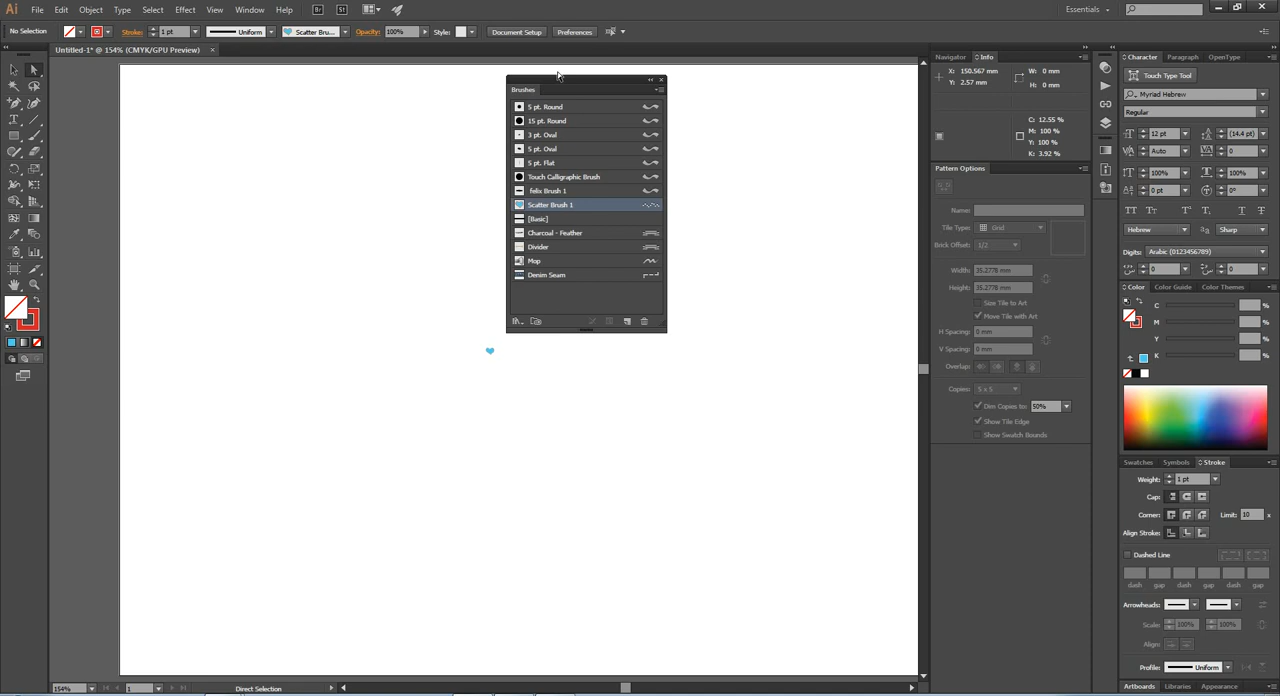 Ai File Edit Object Type Select Effect View Window Help Br St Essentials
No Selection Stroke: 1 pt Uniform Scatter Bru... Opacity: 100% Style: Document Setup Preferences
Untitled-1* @ 154% (CMYK/GPU Preview) ×
Brushes
5 pt. Round
15 pt. Round
3 pt. Oval
5 pt. Oval
5 pt. Flat
Touch Calligraphic Brush
felix Brush 1
Scatter Brush 1
[Basic]
Charcoal - Feather
Divider
Mop
Denim Seam
Navigator Info
X: 150.567 mm
Y: 2.57 mm
W: 0 mm
H: 0 mm
C: 12.55 %
M: 100 %
Y: 100 %
K: 3.92 %
Pattern Options
Name:
Tile Type: Grid
Brick Offset: 1/2
Width: 35.2778 mm
Height: 35.2778 mm
Size Tile to Art
Move Tile with Art
H Spacing: 0 mm
V Spacing: 0 mm
Overlap:
Copies: 5 x 5
Dim Copies to: 50%
Show Tile Edge
Show Swatch Bounds
Character Paragraph OpenType
Touch Type Tool
Myriad Hebrew
Regular
12 pt (14.4 pt)
Auto 0
100% 100%
0 pt 0°
Hebrew Sharp
Digits: Arabic (0123456789)
0 0
Color Color Guide Color Themes
C %
M %
Y %
K %
Swatches Symbols Stroke
Weight: 1 pt
Cap:
Corner: Limit: 10 x
Align Stroke:
Dashed Line
dash gap dash gap dash gap
Arrowheads:
Scale: 100% 100%
Align:
Profile: Uniform
Artboards Libraries Appearance
154% 1 Direct Selection